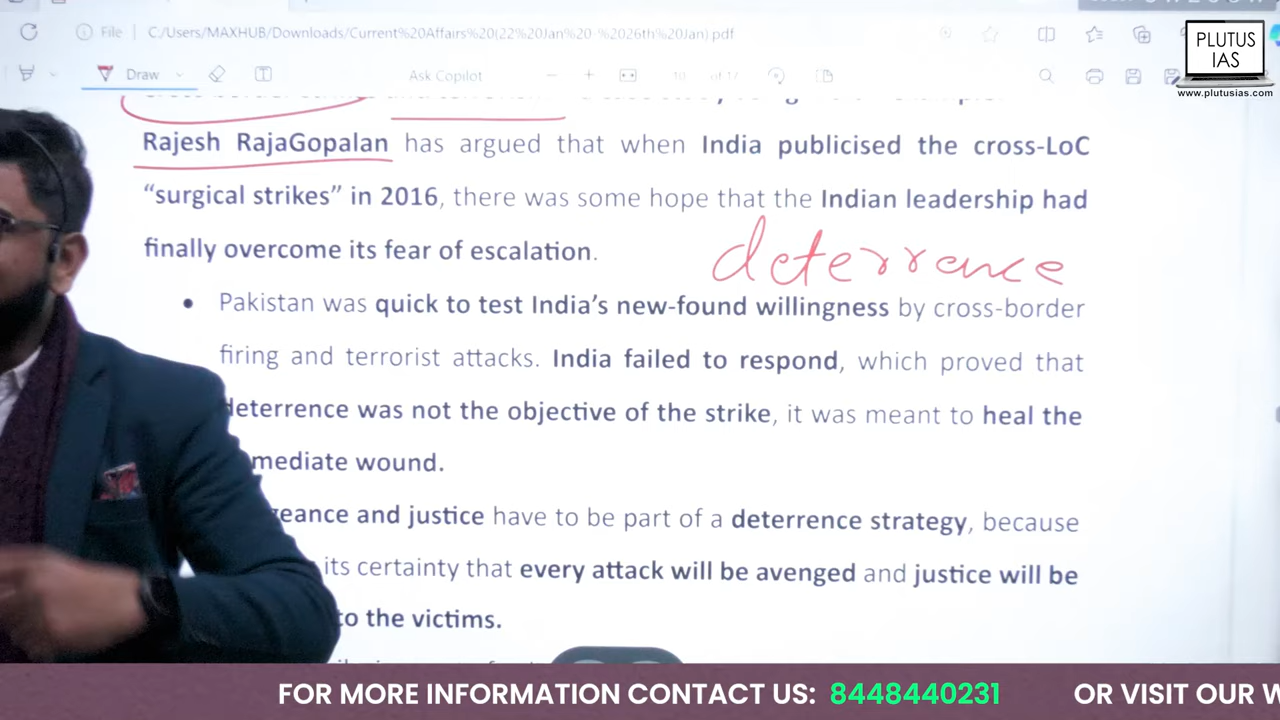 File C:/Users/MAXHUB/Downloads/Current%20Affairs%20(22%20Jan%20-%2026th%20Jan).pdf
PLUTUS
IAS
www.plutusias.com
Draw Ask Copilot 10 of 17
Rajesh RajaGopalan has argued that when India publicised the cross-LoC
“surgical strikes” in 2016, there was some hope that the Indian leadership had
finally overcome its fear of escalation.
deterrence
• Pakistan was quick to test India’s new-found willingness by cross-border
firing and terrorist attacks. India failed to respond, which proved that
deterrence was not the objective of the strike, it was meant to heal the
mediate wound.
geance and justice have to be part of a deterrence strategy, because
its certainty that every attack will be avenged and justice will be
to the victims.
FOR MORE INFORMATION CONTACT US: 8448440231 OR VISIT OUR W